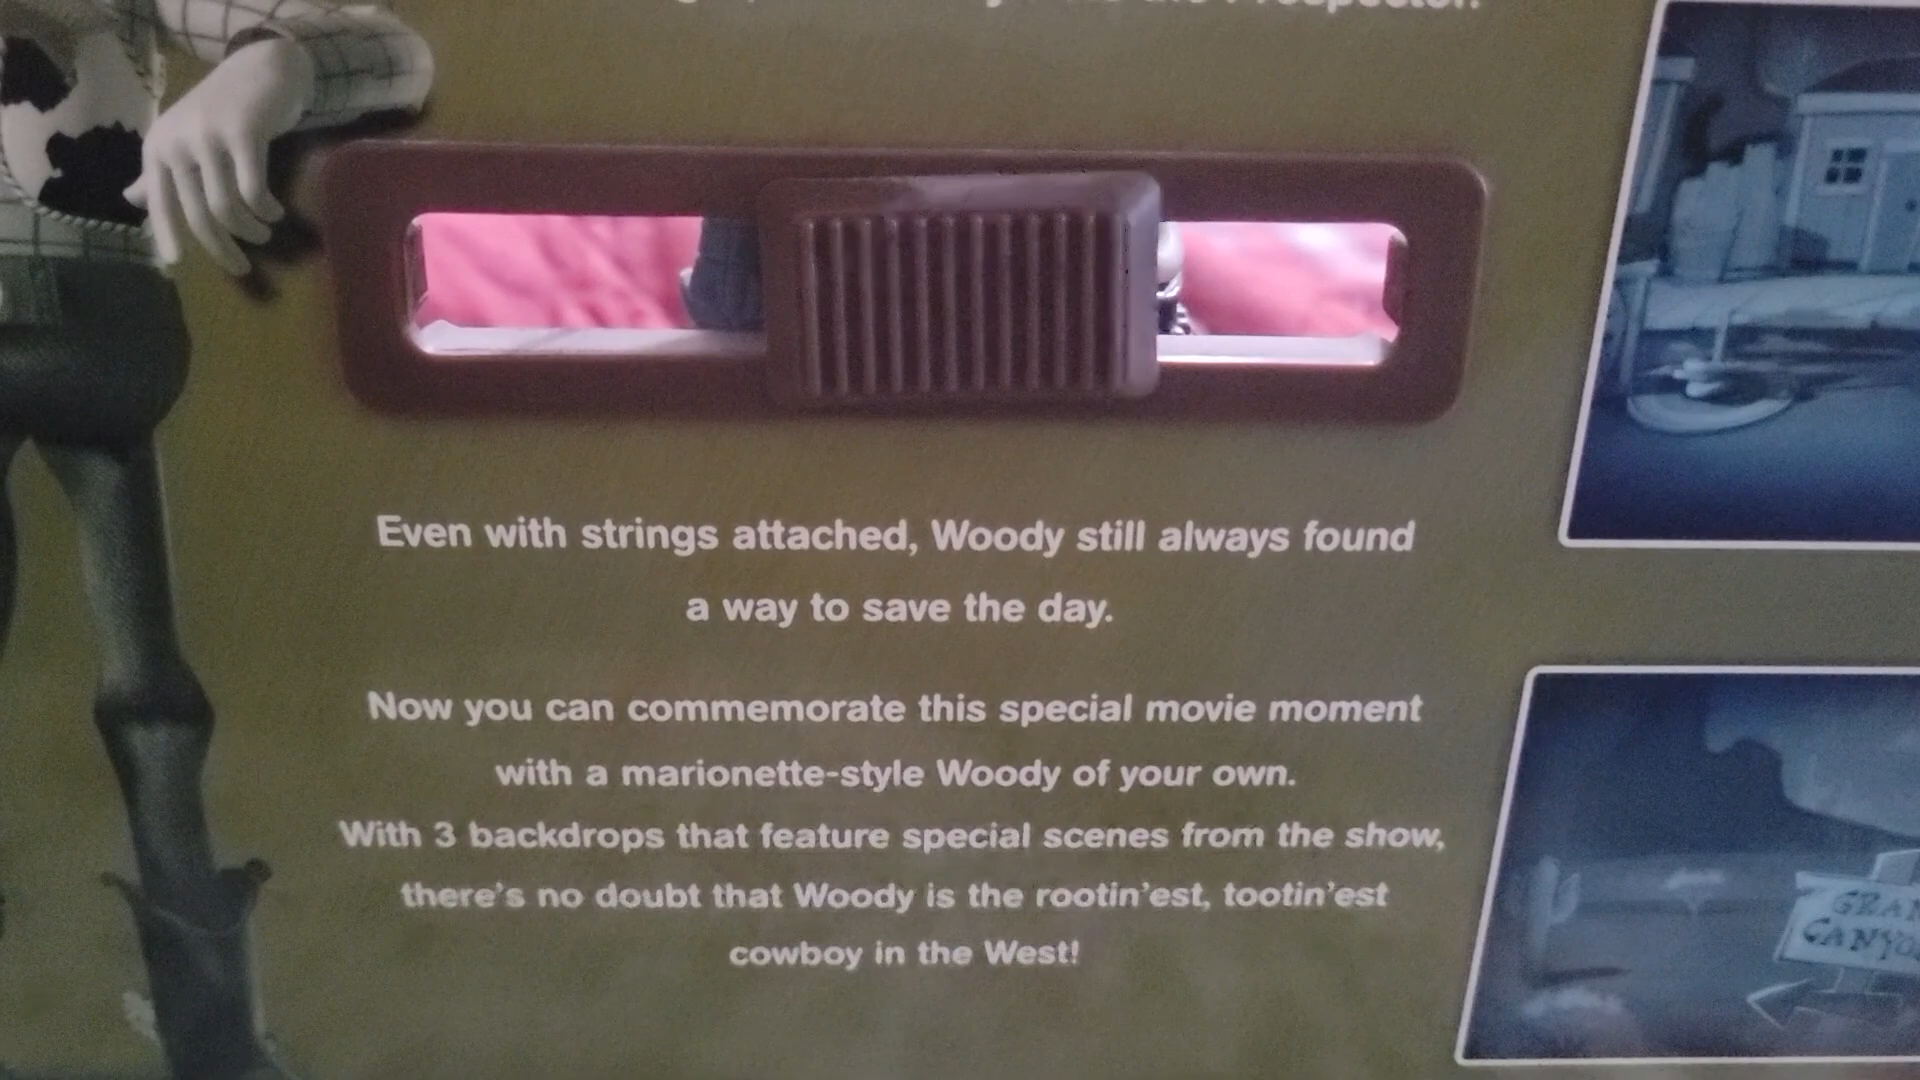 Prospector.
Even with strings attached, Woody still always found
a way to save the day.
Now you can commemorate this special movie moment
with a marionette-style Woody of your own.
With 3 backdrops that feature special scenes from the show,
there's no doubt that Woody is the rootin'est, tootin'est
cowboy in the West!